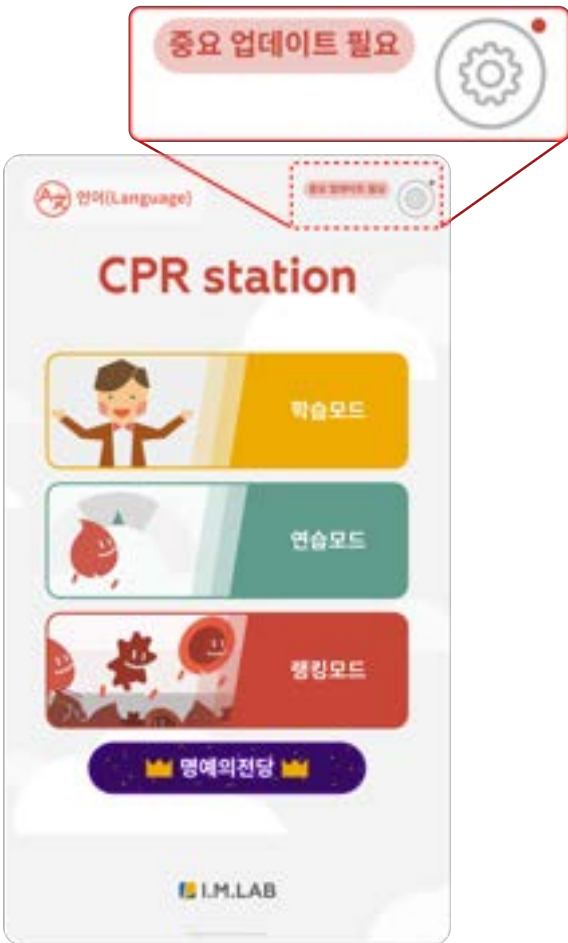 중요 업데이트 필요
언어(Language)
중요 업데이트 필요
CPR station
학습모드
연습모드
랭킹모드
명예의전당
I.M.LAB